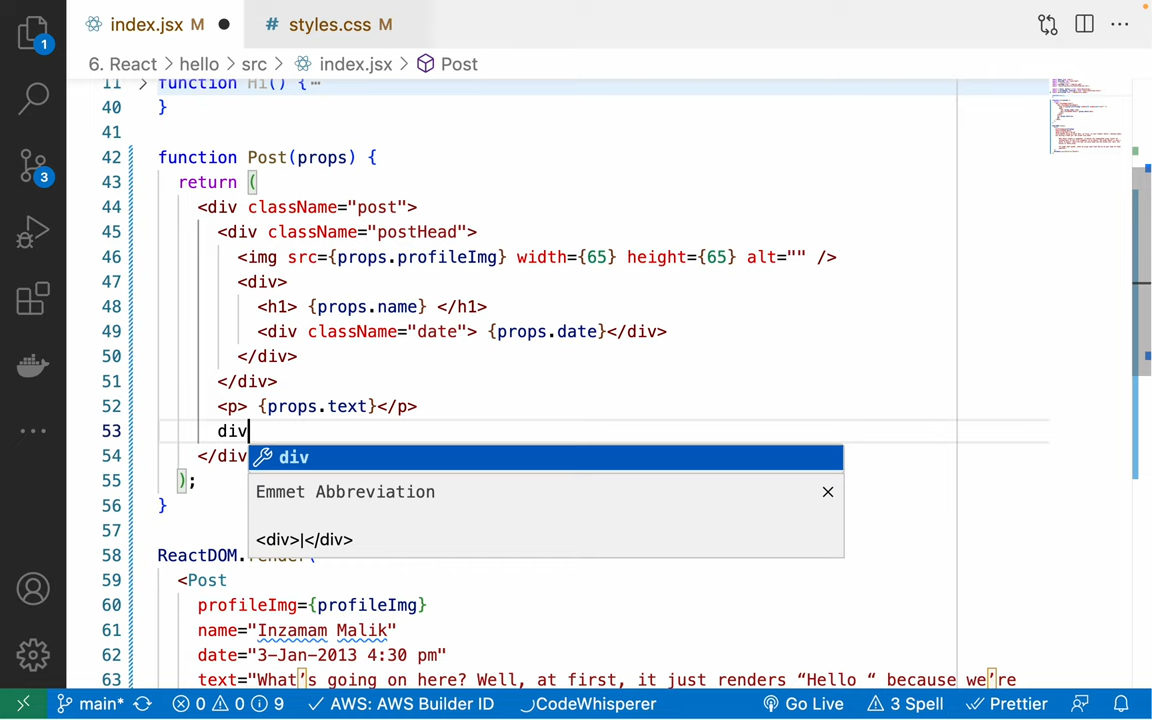 index.jsx M
# styles.css M
6. React > hello > src > index.jsx > Post
11 function Hi() {…
40 }
41
42 function Post(props) {
43 return (
44 <div className="post">
45 <div className="postHead">
46 <img src={props.profileImg} width={65} height={65} alt="" />
47 <div>
48 <h1> {props.name} </h1>
49 <div className="date"> {props.date}</div>
50 </div>
51 </div>
52 <p> {props.text}</p>
53 div
54 </div
div
55 );
Emmet Abbreviation
56 }
57
<div>|</div>
58 ReactDOM.render(
59 <Post
60 profileImg={profileImg}
61 name="Inzamam Malik"
62 date="3-Jan-2013 4:30 pm"
63 text="What’s going on here? Well, at first, it just renders “Hello “ because we’re
1
3
main* 0 0 9 AWS: AWS Builder ID CodeWhisperer Go Live 3 Spell Prettier